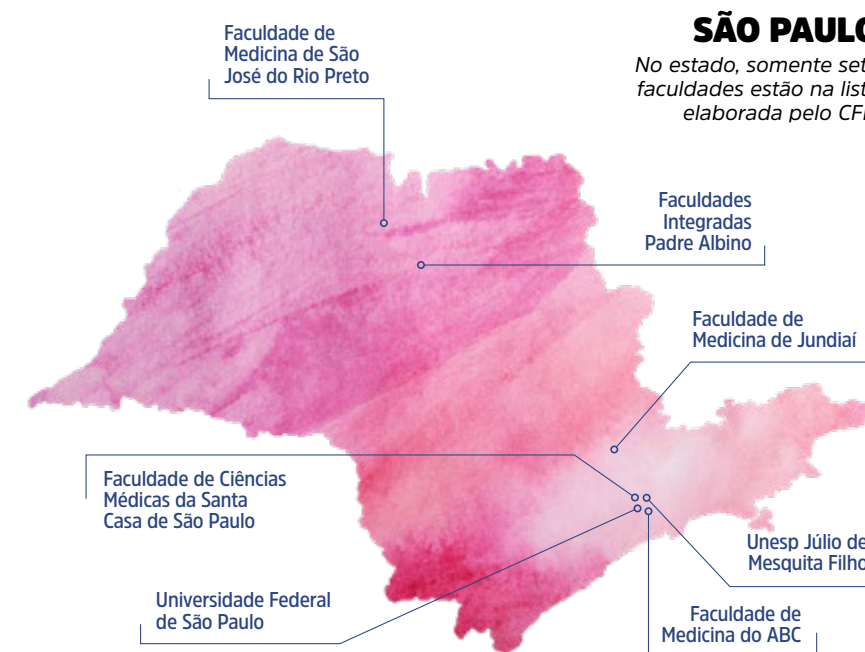 Faculdade de
Medicina de São
José do Rio Preto
SÃO PAULO
No estado, somente set
faculdades estão na list
elaborada pelo CF
Faculdades
Integradas
Padre Albino
Faculdade de
Medicina de Jundiaí
Faculdade de Ciências
Médicas da Santa
Casa de São Paulo
Unesp Júlio de
Mesquita Filho
Universidade Federal
de São Paulo
Faculdade de
Medicina do ABC